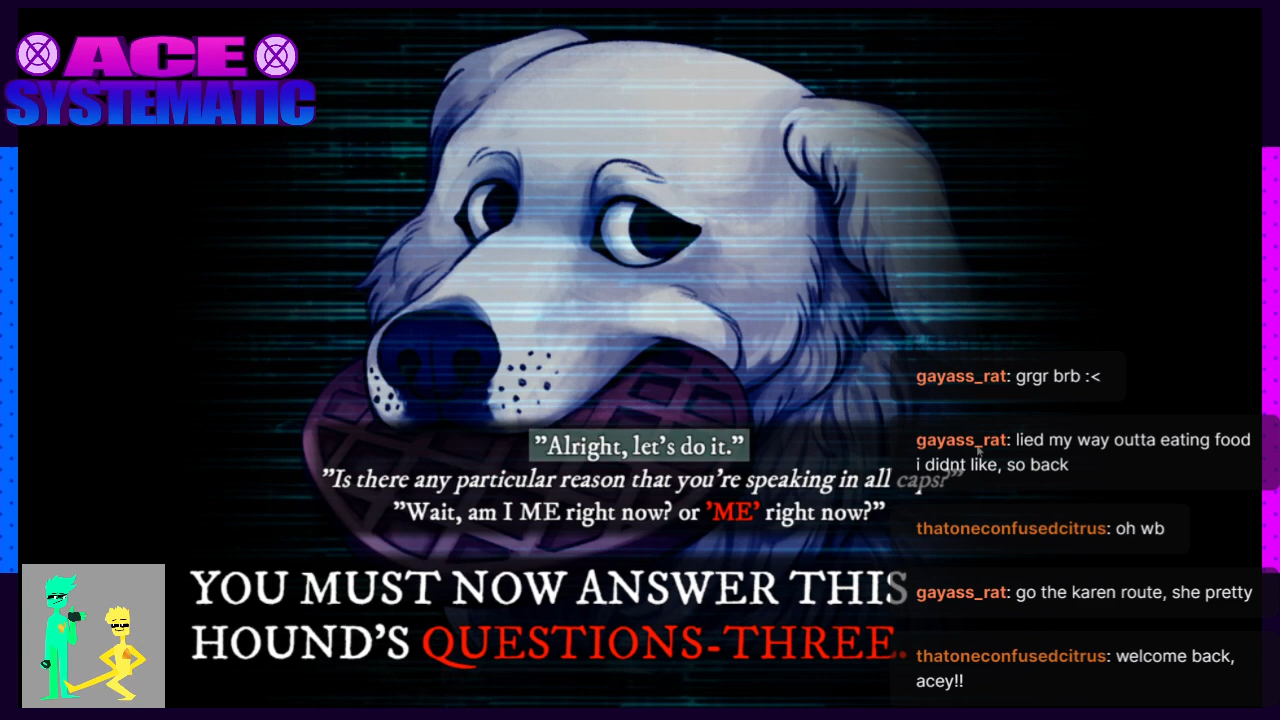 ACE
SYSTEMATIC
gayass_rat: grgr brb :<
gayass_rat: lied my way outta eating food
i didnt like, so back
"Alright, let's do it."
"Is there any particular reason that you're speaking in all caps?"
"Wait, am I ME right now? or 'ME' right now?"
thatoneconfusedcitrus: oh wb
YOU MUST NOW ANSWER THIS
HOUND'S QUESTIONS-THREE.
gayass_rat: go the karen route, she pretty
thatoneconfusedcitrus: welcome back,
acey!!